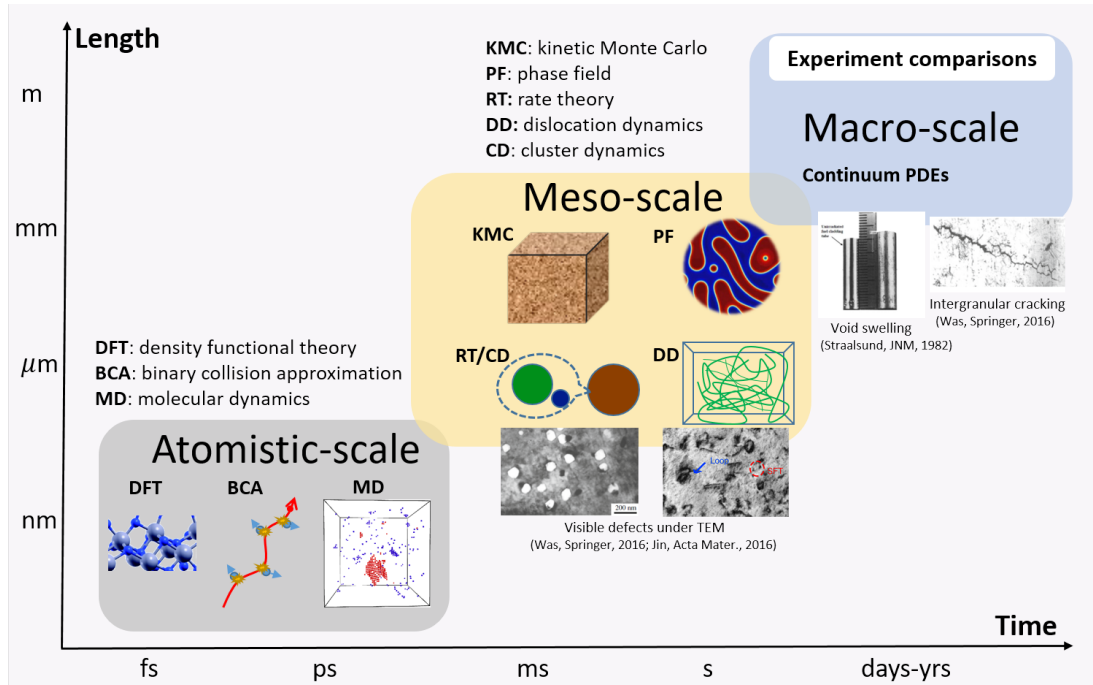 Length
m
mm
μm
nm
KMC: kinetic Monte Carlo
PF: phase field
RT: rate theory
DD: dislocation dynamics
CD: cluster dynamics
Experiment comparisons
Macro-scale
Continuum PDEs
Meso-scale
KMC
PF
RT/CD
DD
Void swelling
(Straalsund, JNM, 1982)
Intergranular cracking
(Was, Springer, 2016)
DFT: density functional theory
BCA: binary collision approximation
MD: molecular dynamics
Atomistic-scale
DFT
BCA
MD
Loop
SFT
200 nm
Visible defects under TEM
(Was, Springer, 2016; Jin, Acta Mater., 2016)
Time
fs
ps
ms
s
days-yrs